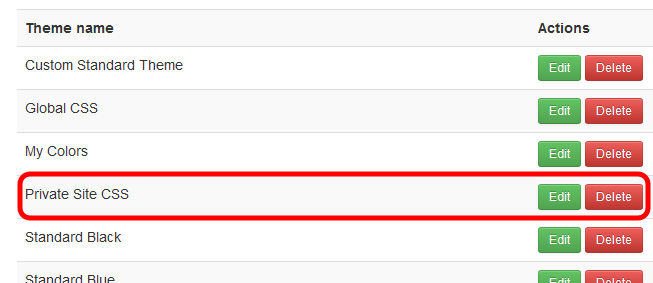 Theme name Actions
Custom Standard Theme Edit Delete
Global CSS Edit Delete
My Colors Edit Delete
Private Site CSS Edit Delete
Standard Black Edit Delete
Standard Blue Edit Delete